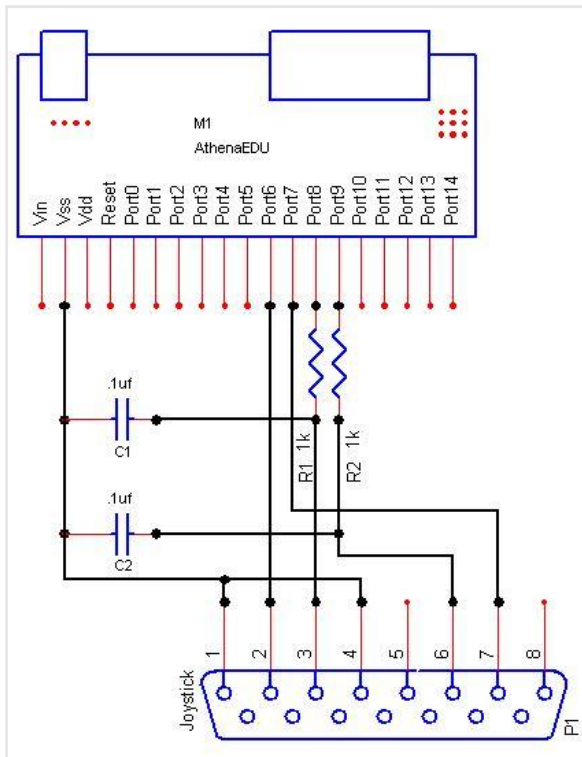 M1
AthenaEDU
Vin
Vss
Vdd
Reset
Port0
Port1
Port2
Port3
Port4
Port5
Port6
Port7
Port8
Port9
Port10
Port11
Port12
Port13
Port14
.1uf
C1
R1 1k
R2 1k
.1uf
C2
1
2
3
4
5
6
7
8
Joystick
P1